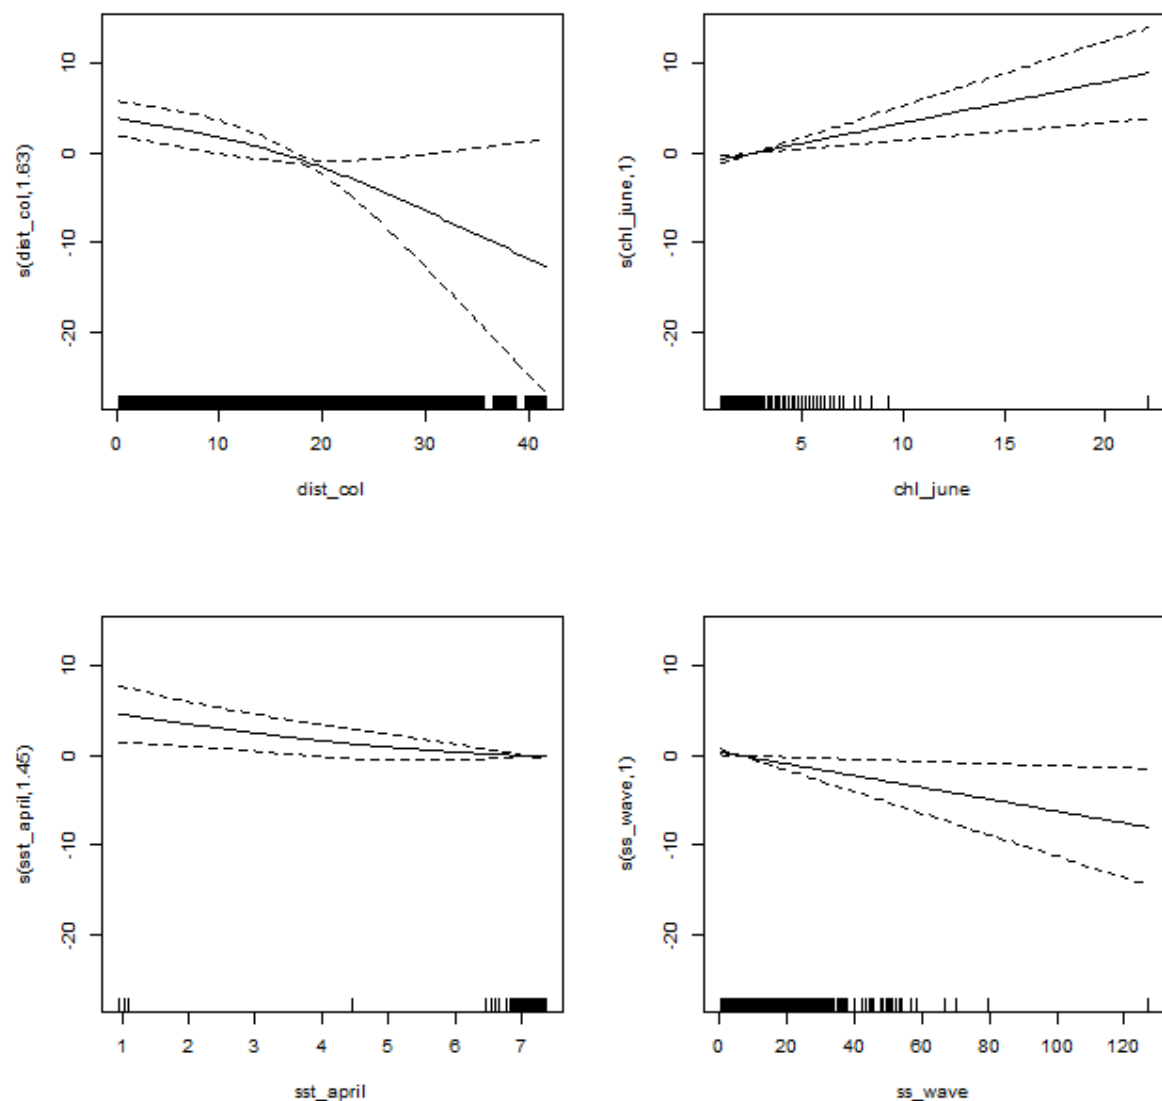 s(dist_col,1.63)
10
0
-10
-20
0 10 20 30 40
dist_col
s(chl_june,1)
10
0
-10
-20
5 10 15 20
chl_june
s(sst_april,1.45)
10
0
-10
-20
1 2 3 4 5 6 7
sst_april
s(ss_wave,1)
10
0
-10
-20
0 20 40 60 80 100 120
ss_wave